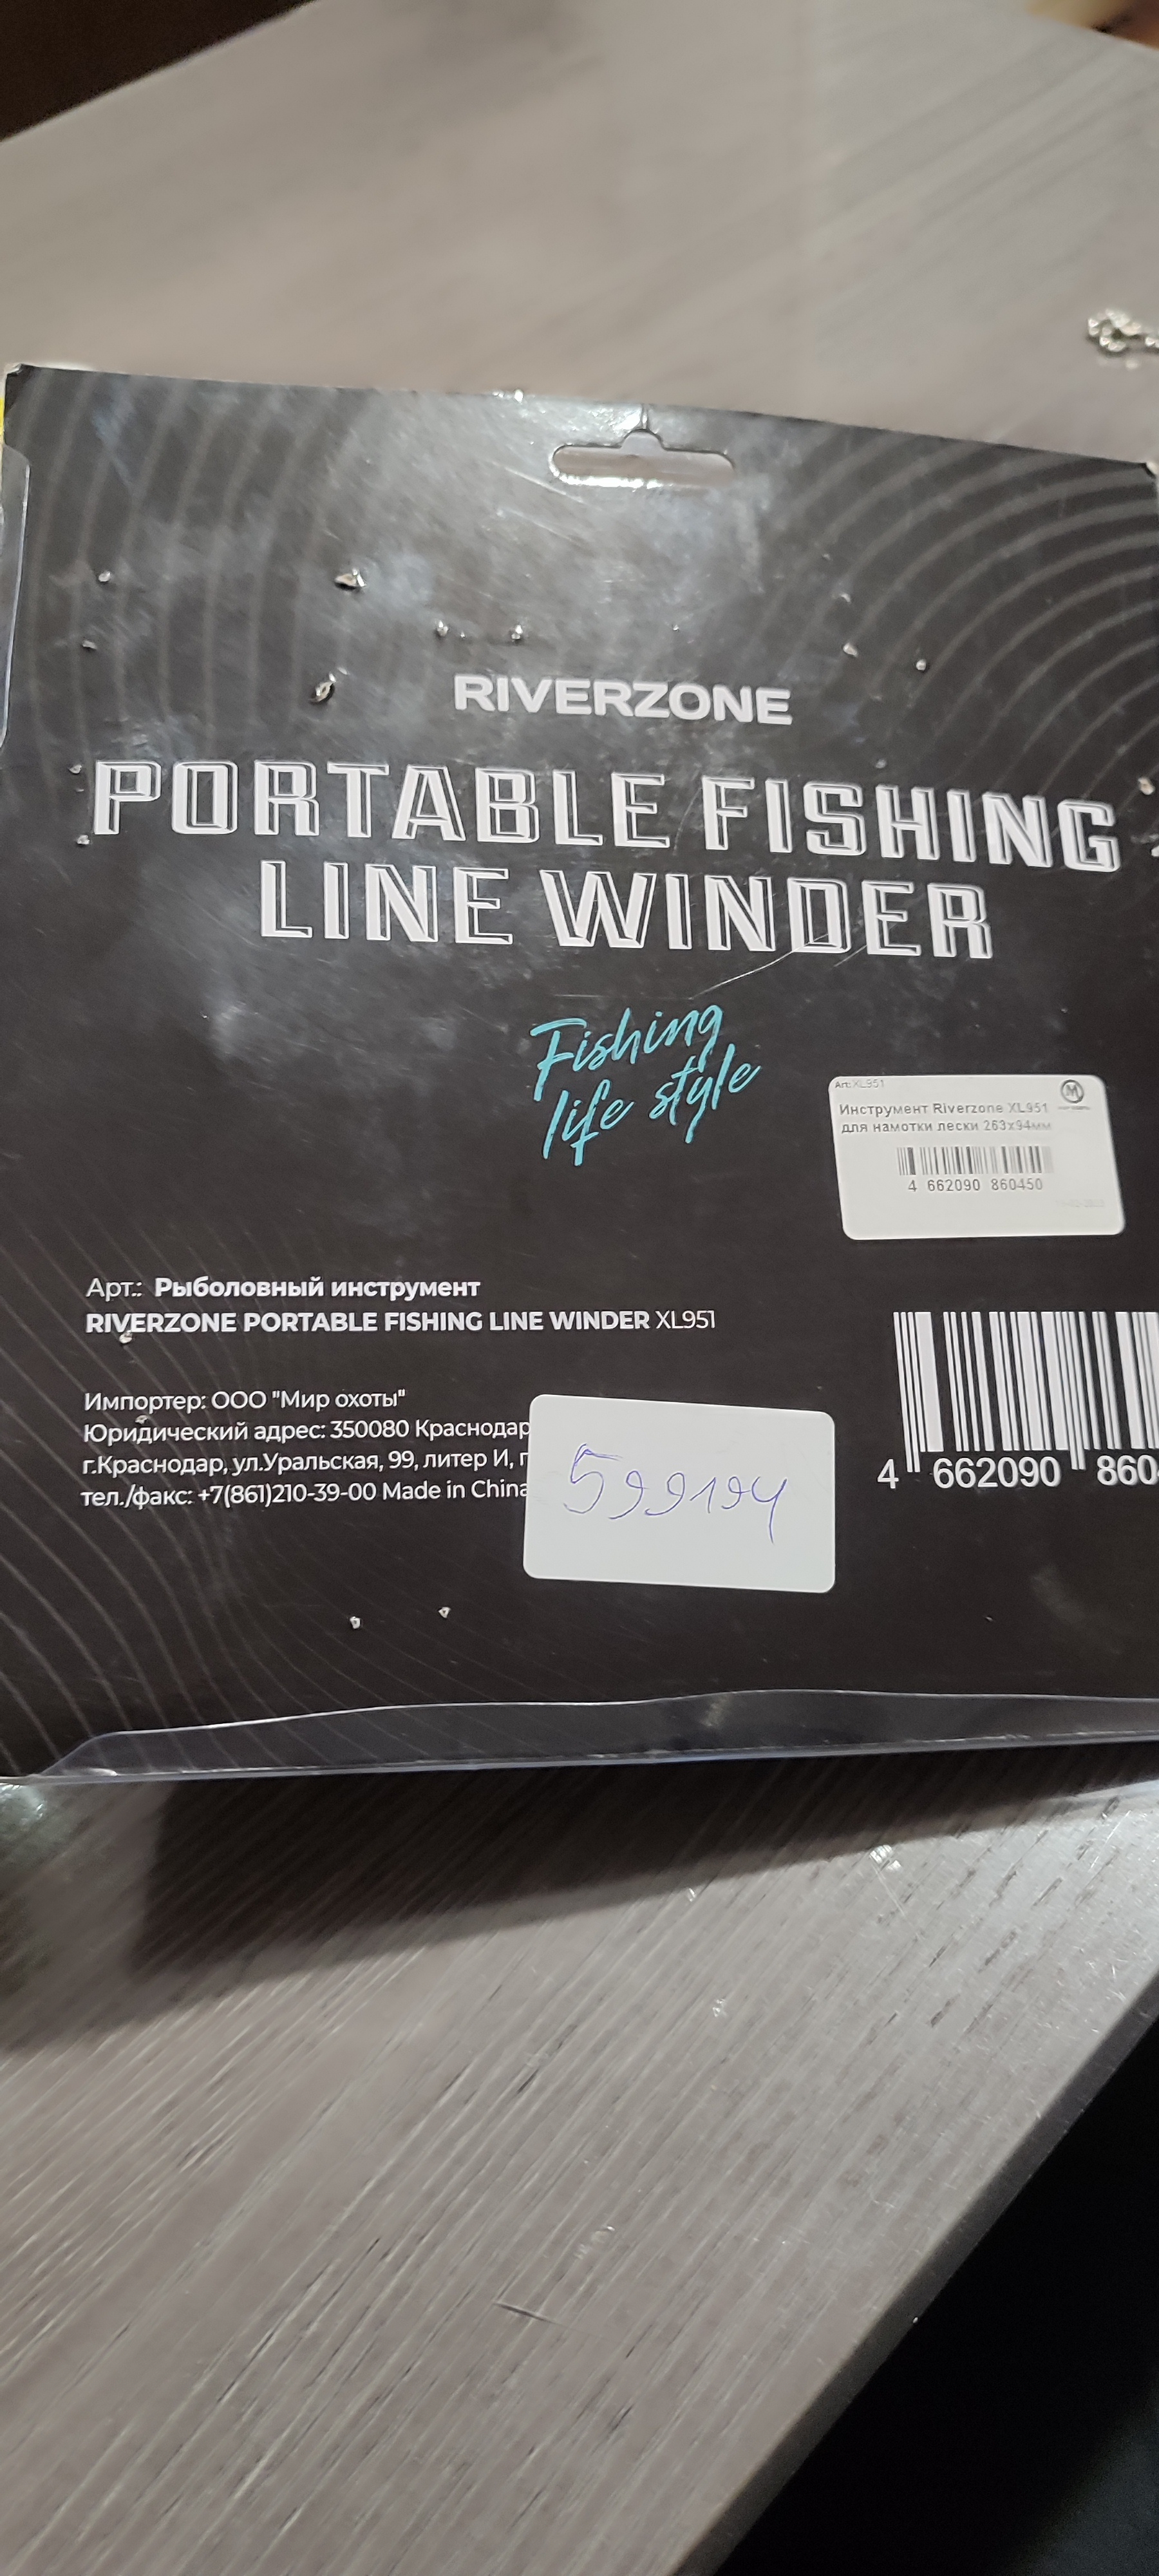 RIVERZONE
PORTABLE FISHING
LINE WINDER
Fishing
life style
Арт: XL951
Инструмент Riverzone XL951
для намотки лески 263x94мм
4 662090 860450
Арт.: Рыболовный инструмент
RIVERZONE PORTABLE FISHING LINE WINDER XL951
Импортер: ООО "Мир охоты"
Юридический адрес: 350080 Краснодар
г.Краснодар, ул.Уральская, 99, литер И,
тел./факс: +7(861)210-39-00 Made in China
599194
4 662090 860